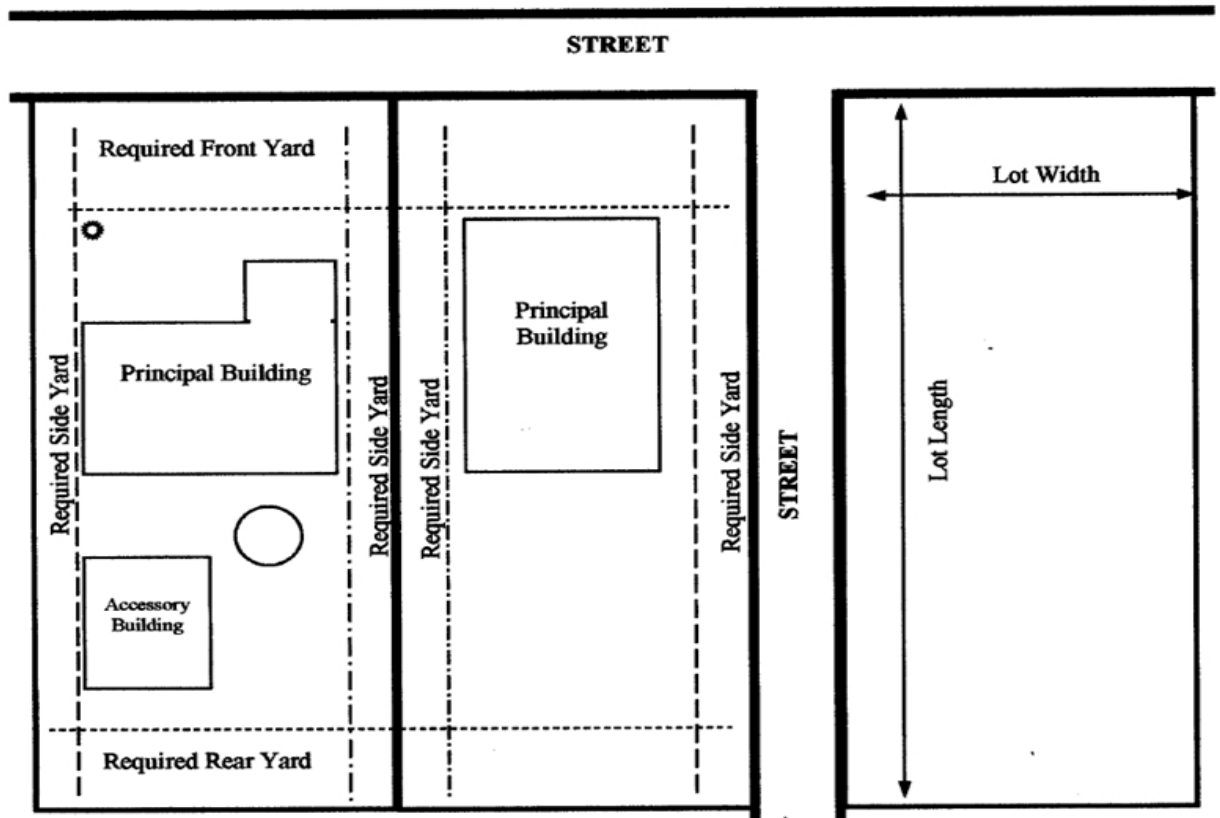 STREET
Required Front Yard
Lot Width
Principal
Building
Principal Building
Required Side Yard
Required Side Yard
Required Side Yard
Required Side Yard
STREET
Lot Length
Accessory
Building
Required Rear Yard